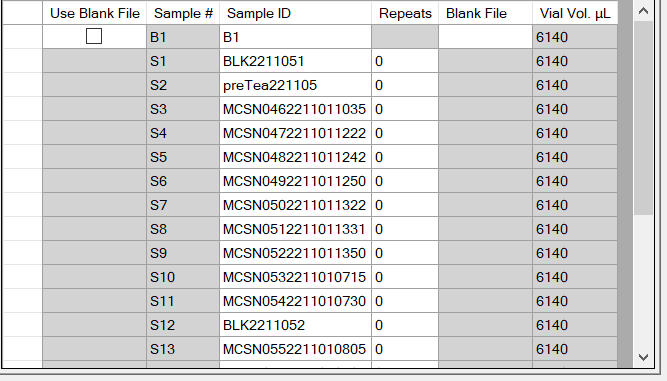 Use Blank File Sample # Sample ID Repeats Blank File Vial Vol. µL
B1 B1 6140
S1 BLK2211051 0 6140
S2 preTea221105 0 6140
S3 MCSN0462211011035 0 6140
S4 MCSN0472211011222 0 6140
S5 MCSN0482211011242 0 6140
S6 MCSN0492211011250 0 6140
S7 MCSN0502211011322 0 6140
S8 MCSN0512211011331 0 6140
S9 MCSN0522211011350 0 6140
S10 MCSN0532211010715 0 6140
S11 MCSN0542211010730 0 6140
S12 BLK2211052 0 6140
S13 MCSN0552211010805 0 6140